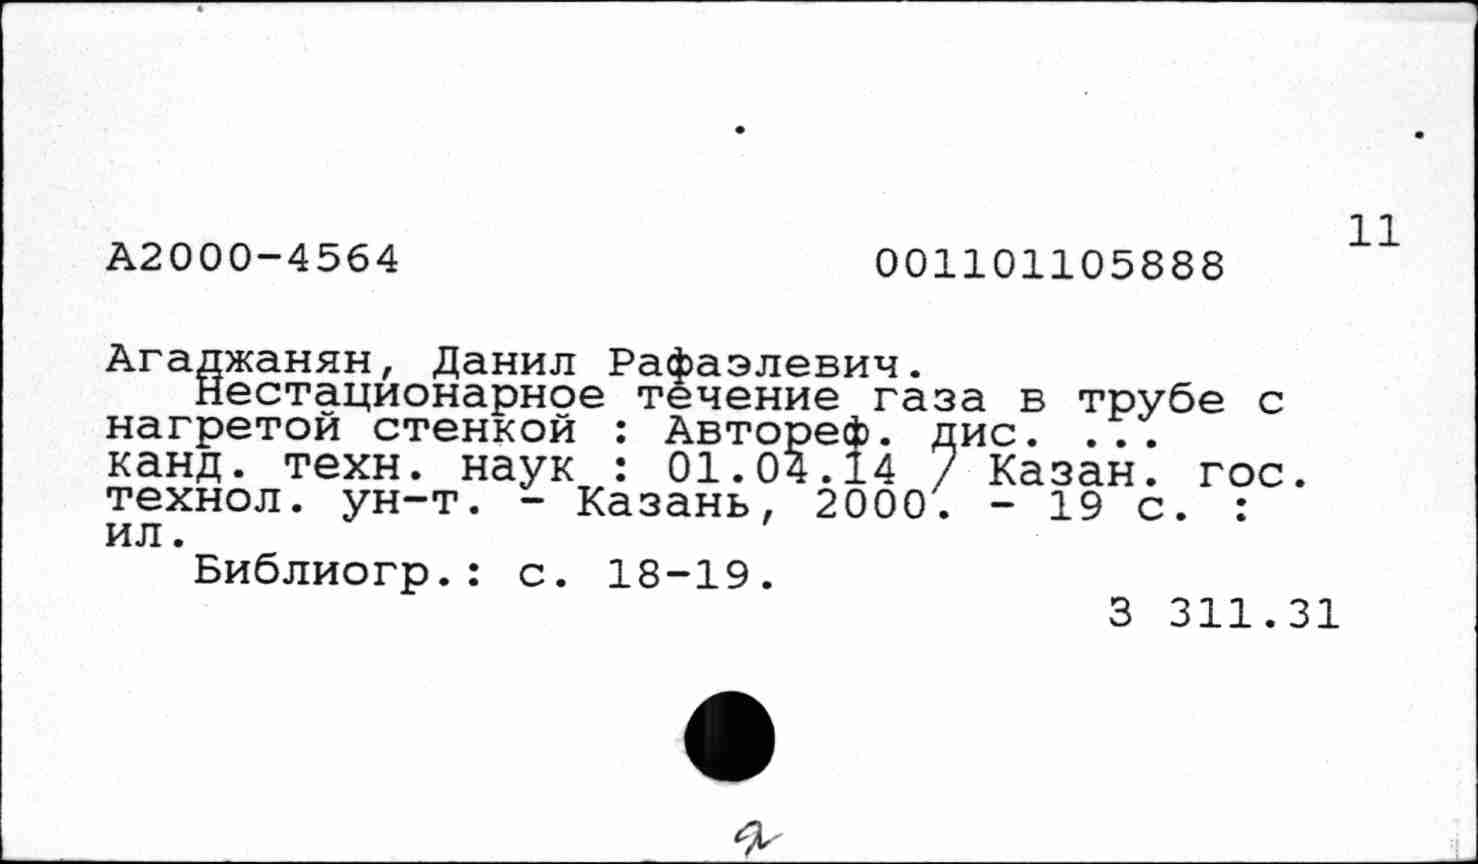 11
А2000-4564 001101105888
Агаджанян, Данил Рафаэлевич.
Нестационарное течение газа в трубе с
нагретой стенкой : Автореф. дис. ...
канд. техн. наук : 01.04.14 / Казан. гос.
технол. ун-т. - Казань, 2000. - 19 с. :
ил.
Библиогр.: с. 18-19.
З 311.31